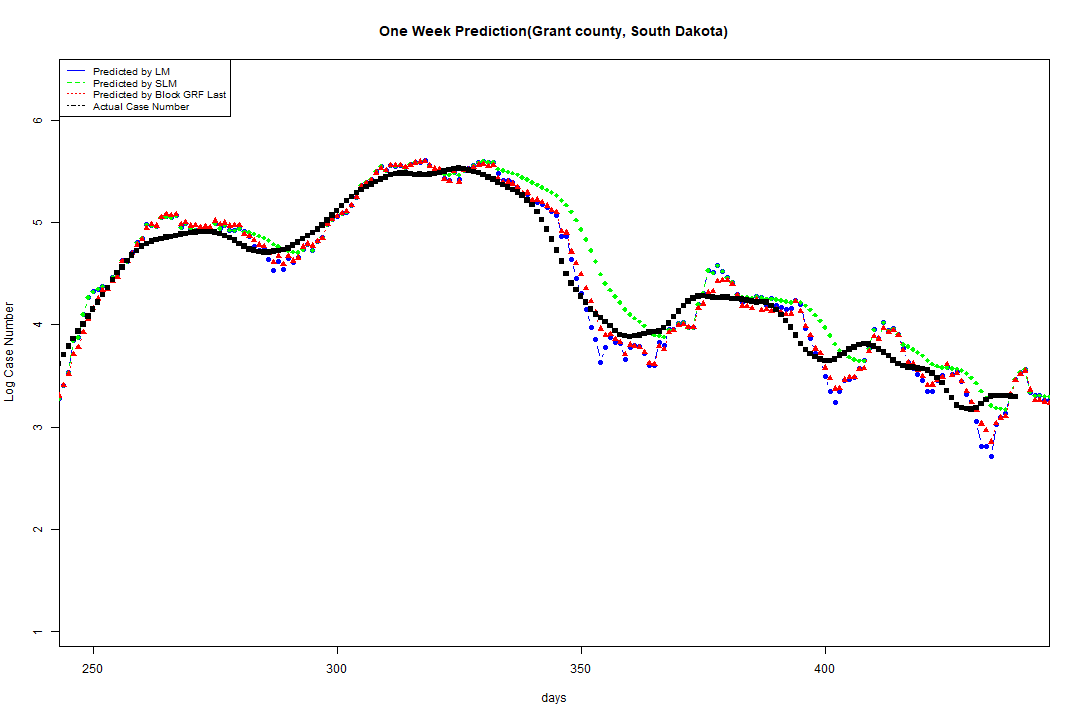 One Week Prediction(Grant county, South Dakota)
Predicted by LM
Predicted by SLM
Predicted by Block GRF Last
Actual Case Number
6
5
4
3
2
1
Log Case Number
250 300 350 400
days